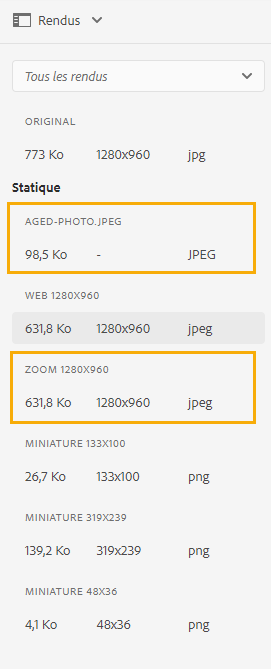 Rendus
Tous les rendus
ORIGINAL
773 Ko 1280x960 jpg
Statique
AGED-PHOTO.JPEG
98,5 Ko - JPEG
WEB 1280X960
631,8 Ko 1280x960 jpeg
ZOOM 1280X960
631,8 Ko 1280x960 jpeg
MINIATURE 133X100
26,7 Ko 133x100 png
MINIATURE 319X239
139,2 Ko 319x239 png
MINIATURE 48X36
4,1 Ko 48x36 png